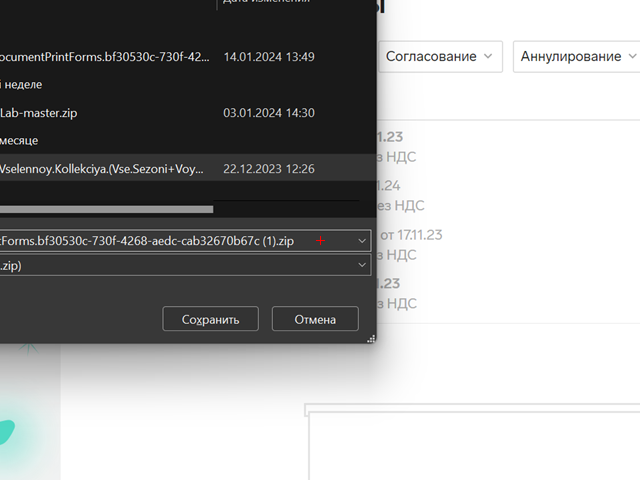 Дата изменения
ocumentPrintForms.bf30530c-730f-42... 14.01.2024 13:49
Согласование
Аннулирование
й неделе
Lab-master.zip 03.01.2024 14:30
месяце
Vselennoy.Kollekciya.(Vse.Sezoni+Voy... 22.12.2023 12:26
1.23
з НДС
.24
ез НДС
tForms.bf30530c-730f-4268-aedc-cab32670b67c (1).zip
от 17.11.23
з НДС
.zip)
1.23
з НДС
Сохранить
Отмена